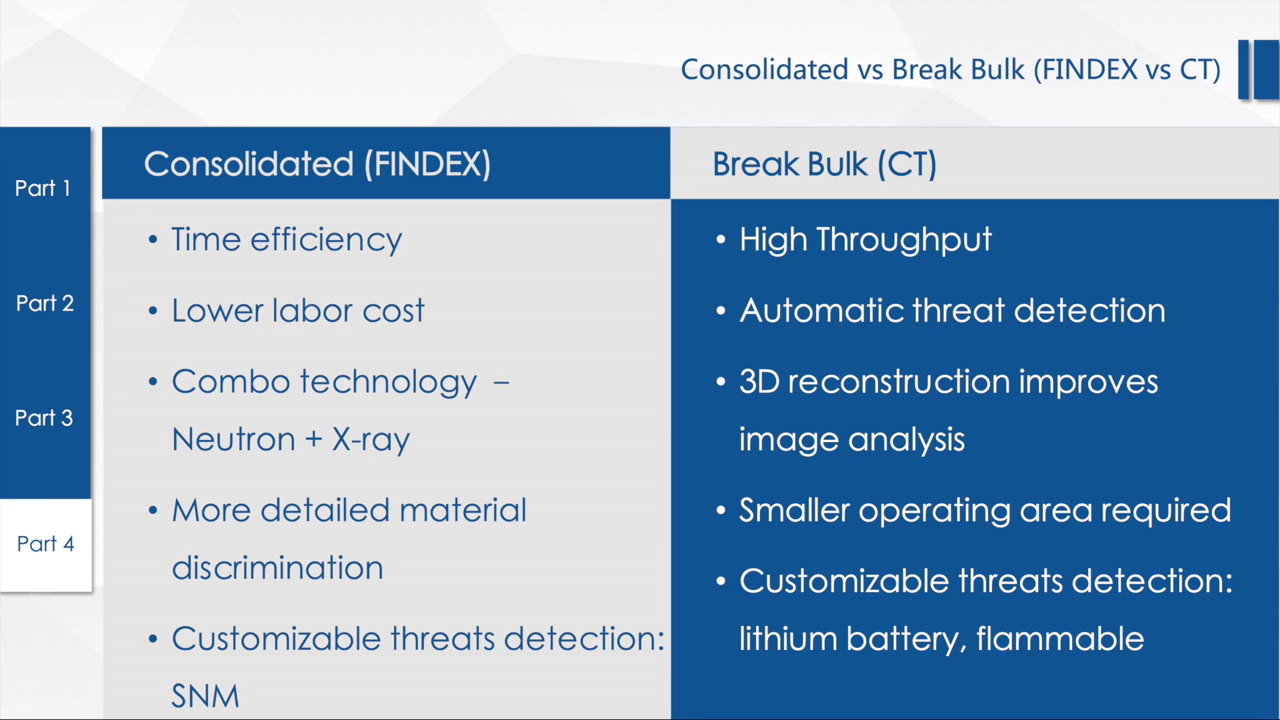 Consolidated vs Break Bulk (FINDEX vs CT)
Part 1
Part 2
Part 3
Part 4
Consolidated (FINDEX)
• Time efficiency
• Lower labor cost
• Combo technology –
Neutron + X-ray
• More detailed material
discrimination
• Customizable threats detection:
SNM
Break Bulk (CT)
• High Throughput
• Automatic threat detection
• 3D reconstruction improves
image analysis
• Smaller operating area required
• Customizable threats detection:
lithium battery, flammable